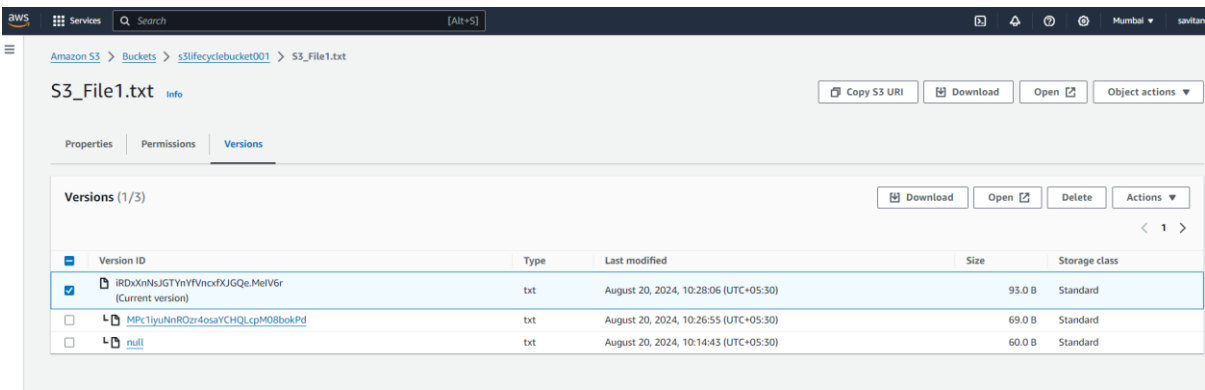 aws Services Search [Alt+S] Mumbai savitan
Amazon S3 > Buckets > s3lifecyclebucket001 > S3_File1.txt
S3_File1.txt Info Copy S3 URI Download Open Object actions
Properties Permissions Versions
Versions (1/3) Download Open Delete Actions
< 1 >
Version ID Type Last modified Size Storage class
iRDxXnNsJGTYnYfVncxfXJGQe.MeIV6r
(Current version) txt August 20, 2024, 10:28:06 (UTC+05:30) 93.0 B Standard
MPc1iyuNnROzr4osaYCHQLcpM08bokPd txt August 20, 2024, 10:26:55 (UTC+05:30) 69.0 B Standard
null txt August 20, 2024, 10:14:43 (UTC+05:30) 60.0 B Standard